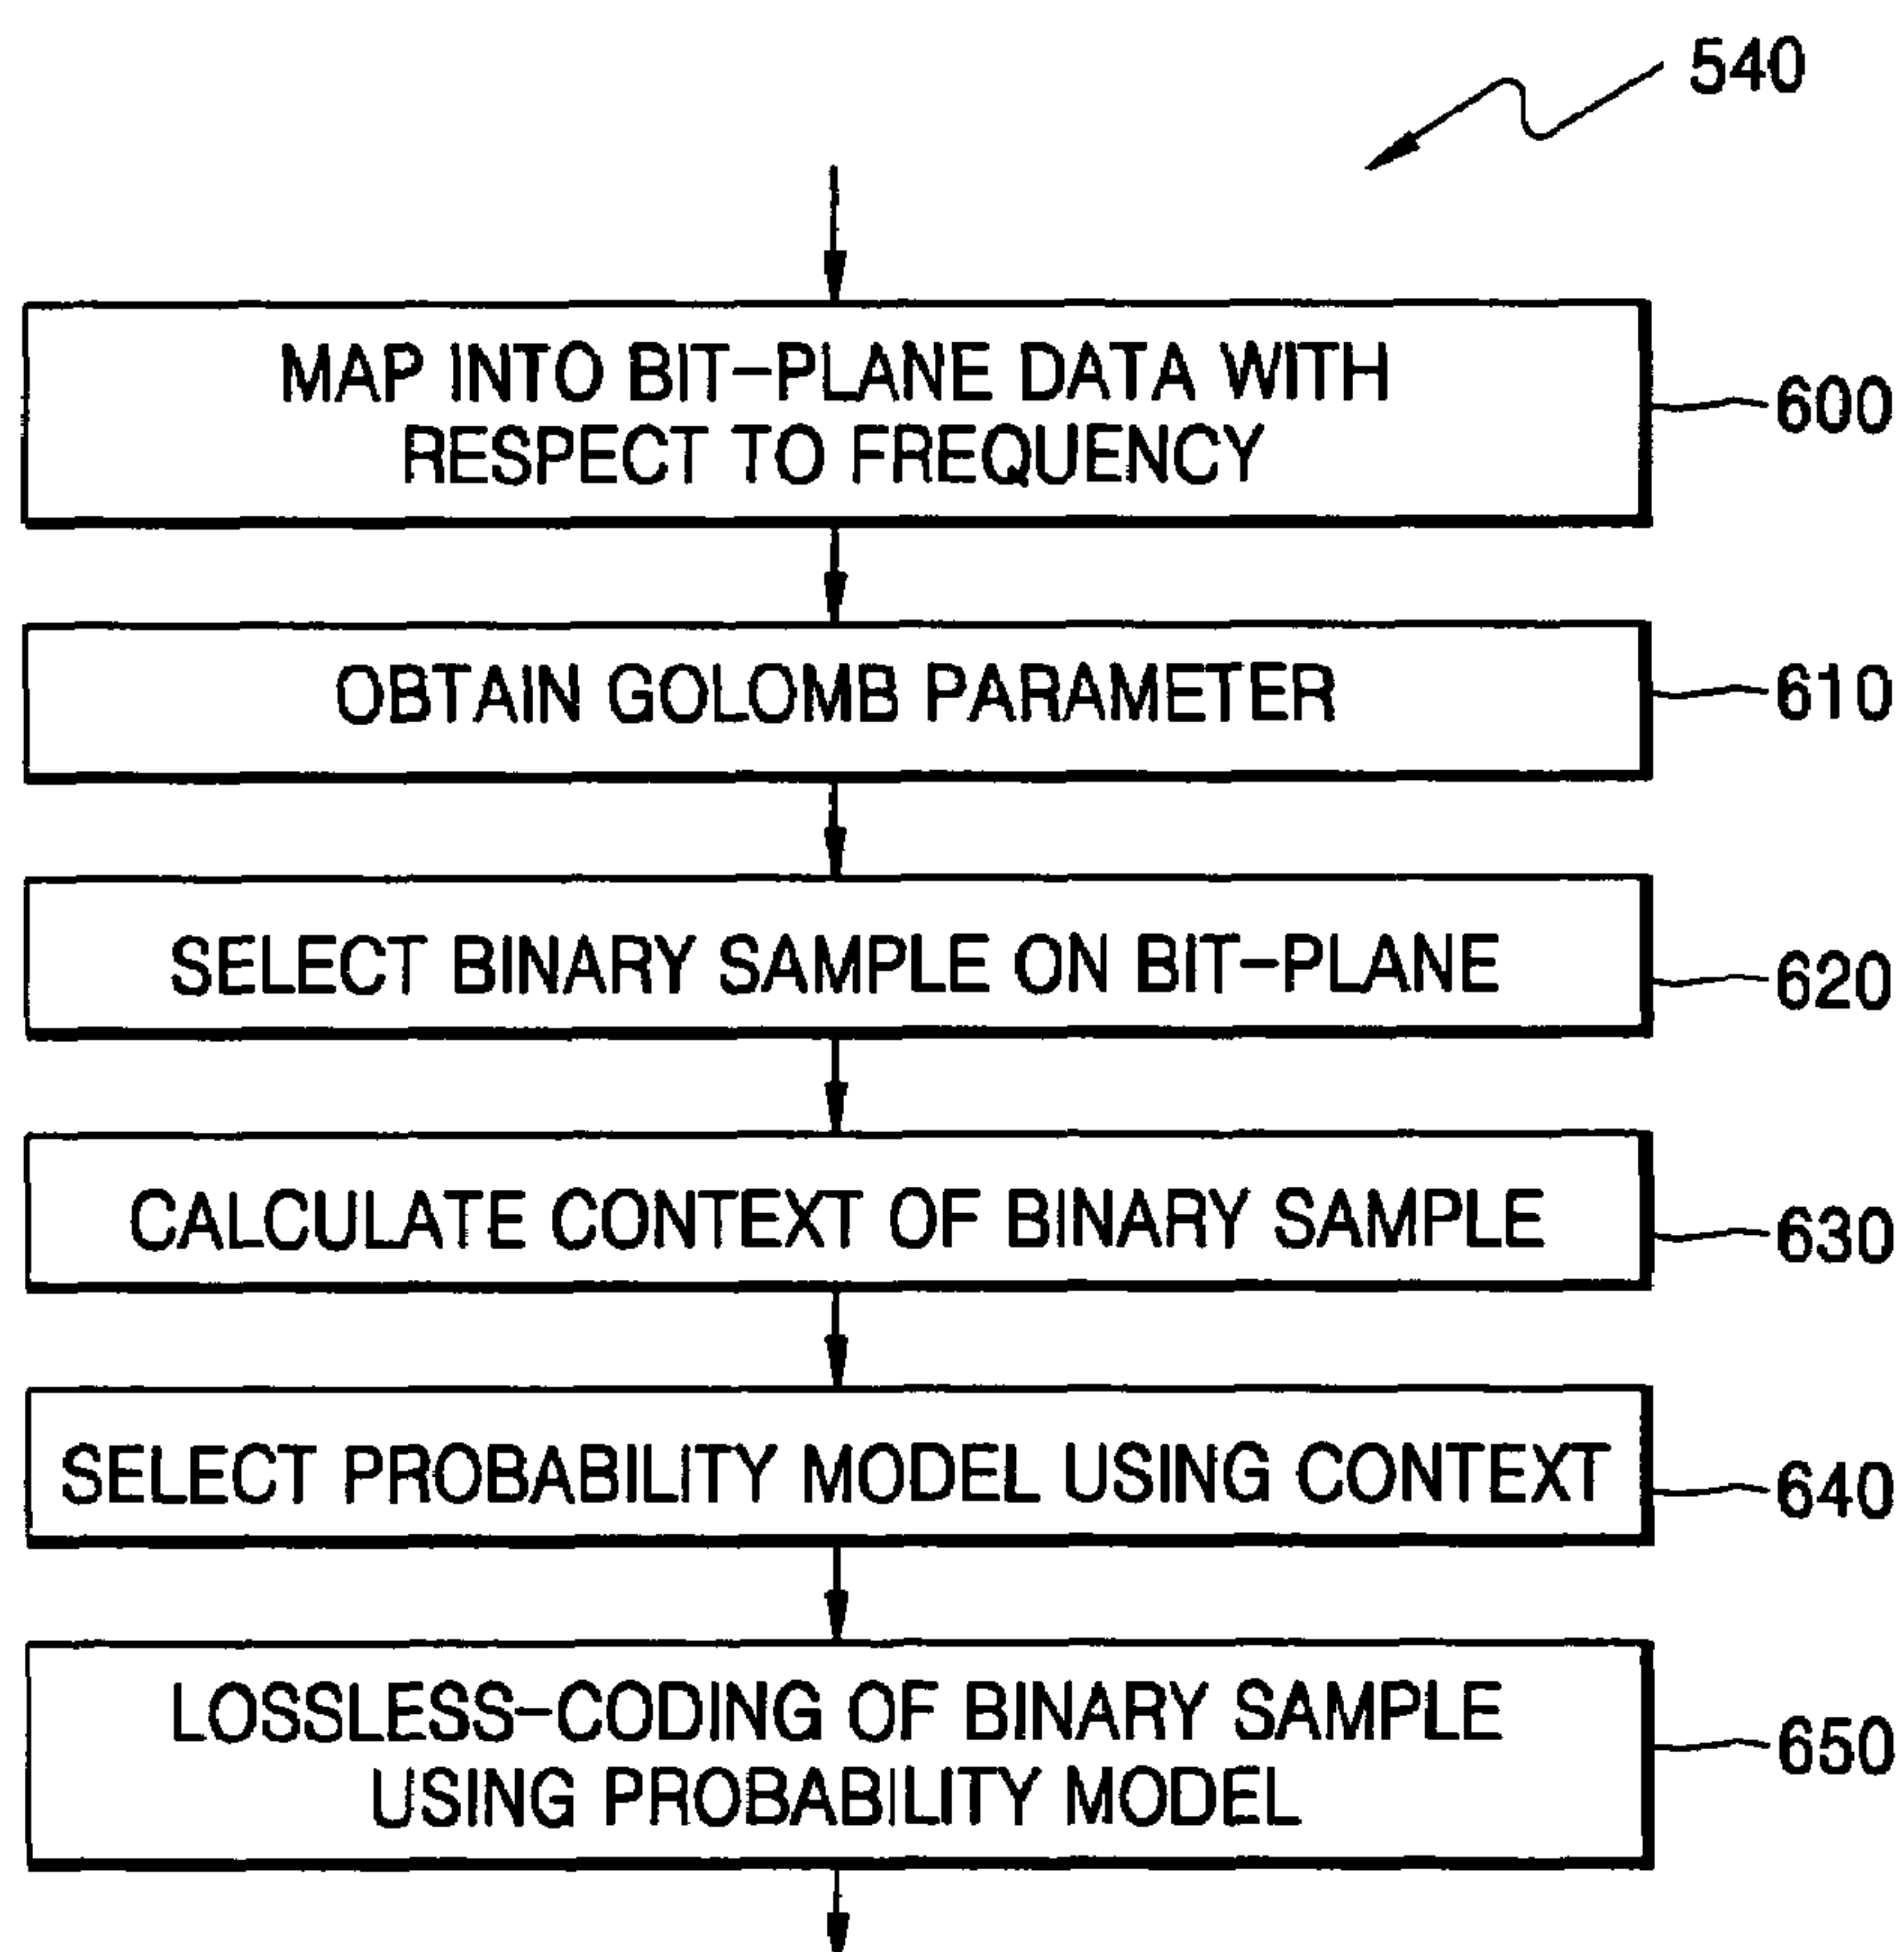 540
MAP INTO BIT-PLANE DATA WITH
RESPECT TO FREQUENCY
600
OBTAIN GOLOMB PARAMETER
610
SELECT BINARY SAMPLE ON BIT-PLANE
620
CALCULATE CONTEXT OF BINARY SAMPLE
630
SELECT PROBABILITY MODEL USING CONTEXT
640
LOSSLESS-CODING OF BINARY SAMPLE
USING PROBABILITY MODEL
650